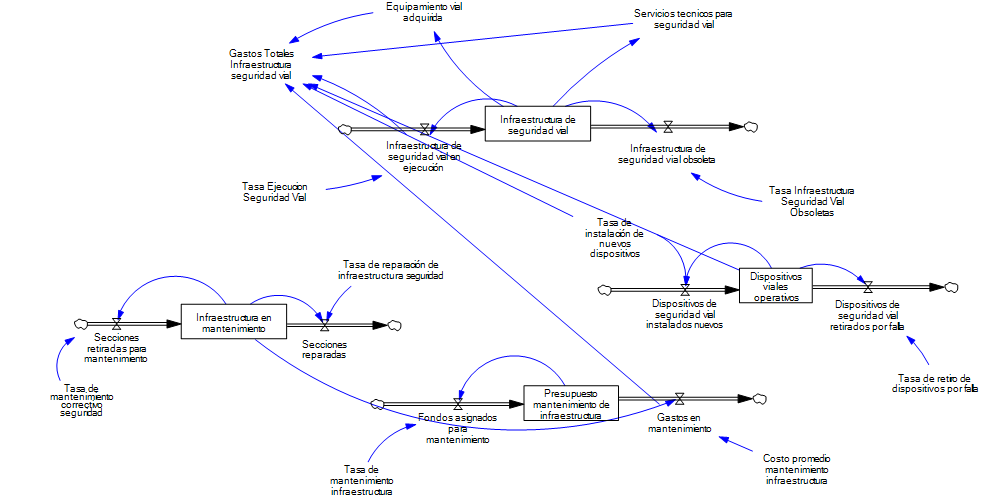 Equipamiento vial
adquirida
Servicios tecnicos para
seguridad vial
Gastos Totales
Infraestructura
seguridad vial
Infraestructura de
seguridad vial
Infraestructura de
seguridad vial en
ejecución
Infraestructura de
seguridad vial obsoleta
Tasa Ejecucion
Seguridad Vial
Tasa Infraestructura
Seguridad Vial
Obsoletas
Tasa de
instalación de
nuevos
dispositivos
Tasa de reparación de
infraestructura seguridad
Dispositivos
viales
operativos
Dispositivos de
seguridad vial
instalados nuevos
Dispositivos de
seguridad vial
retirados por falla
Infraestructura en
mantenimiento
Secciones
retiradas para
mantenimiento
Secciones
reparadas
Tasa de
mantenimiento
correctivo
seguridad
Tasa de retiro de
dispositivos por falla
Presupuesto
mantenimiento de
infraestructura
Fondos asignados
para
mantenimiento
Gastos en
mantenimiento
Tasa de
mantenimiento
infraestructura
Costo promedio
mantenimiento
infraestructura